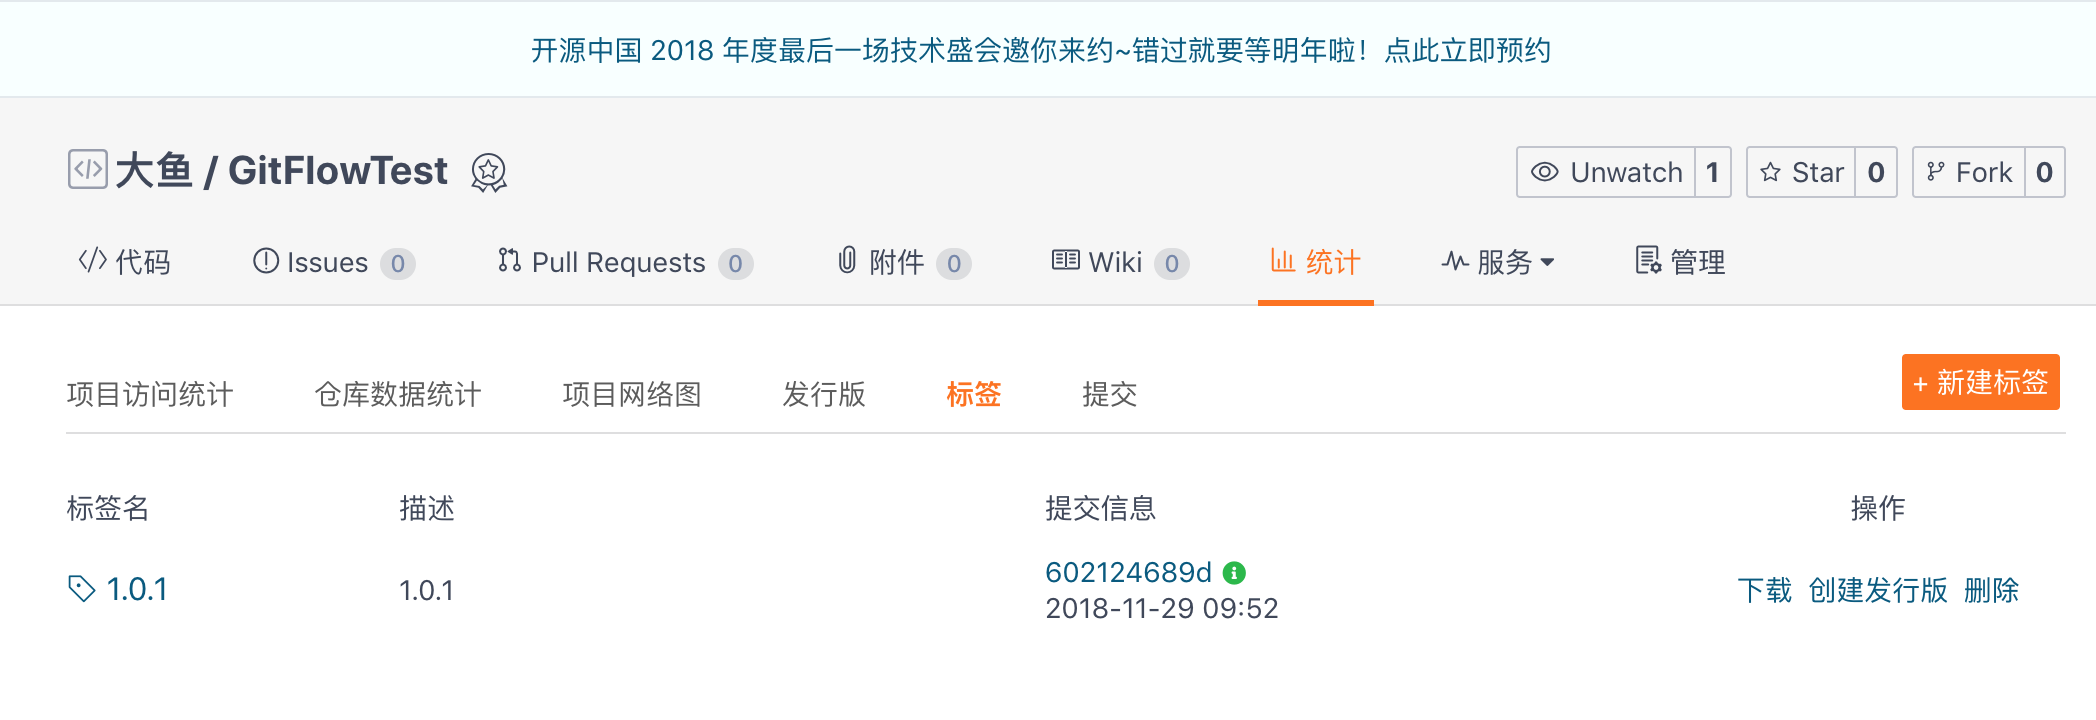 开源中国 2018 年度最后一场技术盛会邀你来约~错过就要等明年啦！点此立即预约
大鱼 / GitFlowTest
Unwatch 1 Star 0 Fork 0
代码 Issues 0 Pull Requests 0 附件 0 Wiki 0 统计 服务 管理
项目访问统计 仓库数据统计 项目网络图 发行版 标签 提交 + 新建标签
标签名 描述 提交信息 操作
1.0.1 1.0.1 602124689d 下载 创建发行版 删除
2018-11-29 09:52